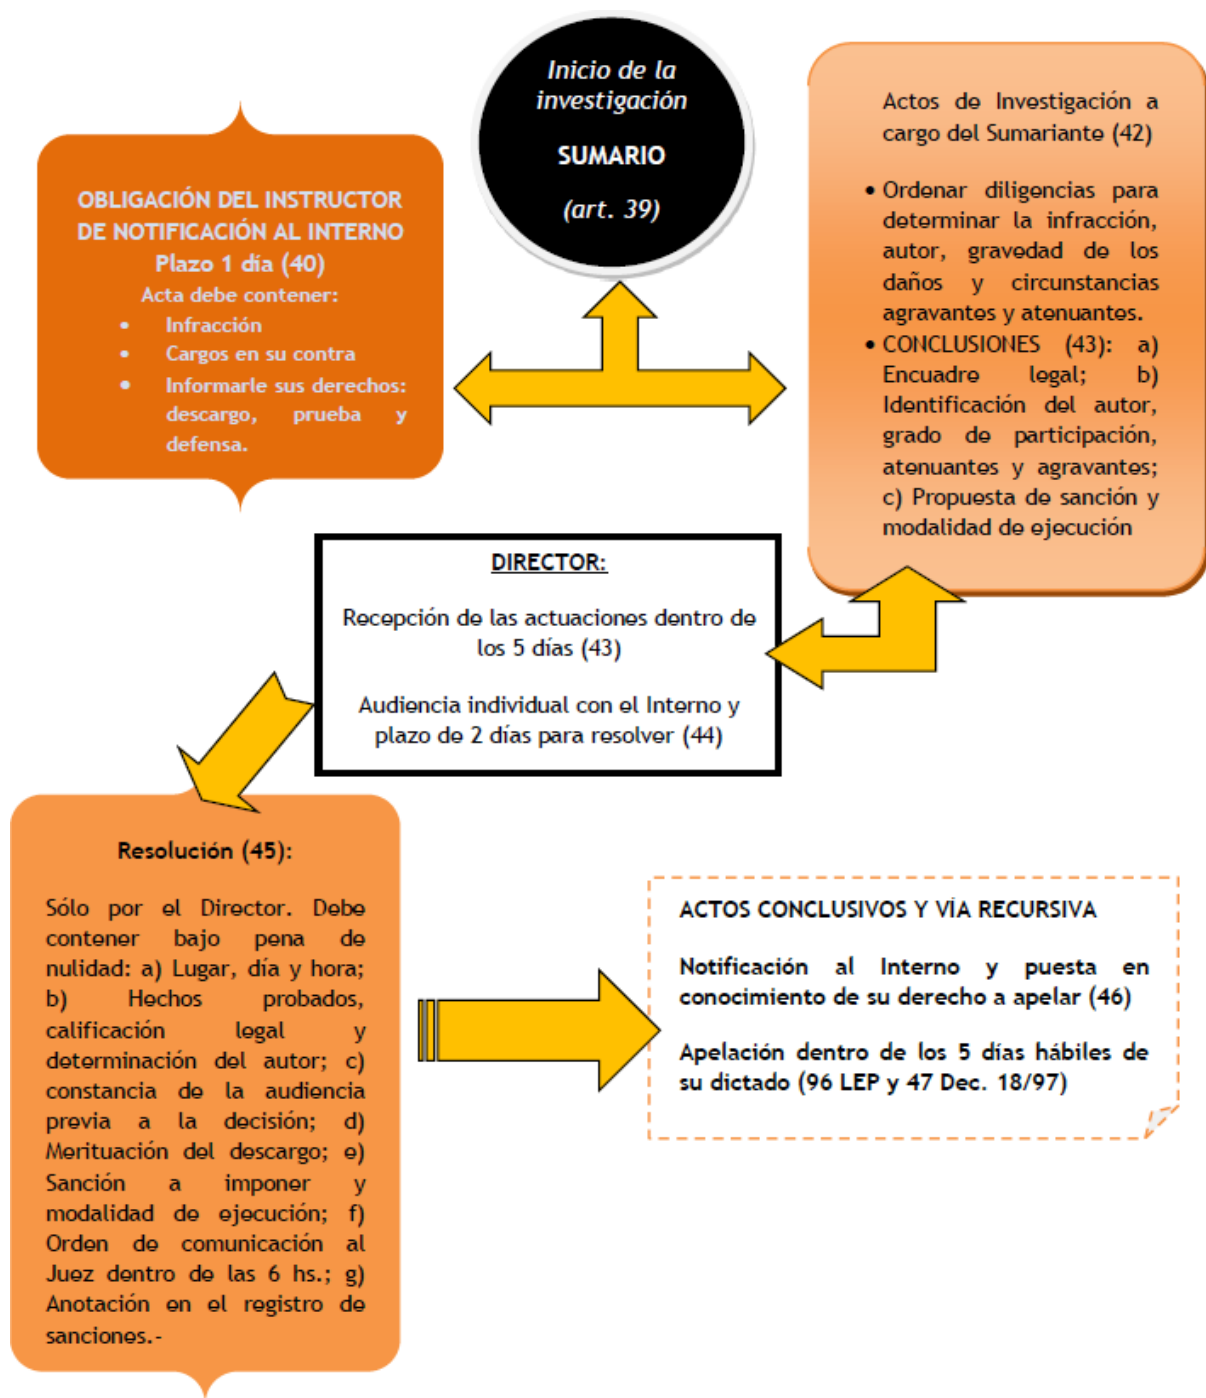 Inicio de la
investigación
SUMARIO
(art. 39)
OBLIGACIÓN DEL INSTRUCTOR
DE NOTIFICACIÓN AL INTERNO
Plazo 1 día (40)
Acta debe contener:
• Infracción
• Cargos en su contra
• Informarle sus derechos:
descargo, prueba y
defensa.
Actos de Investigación a
cargo del Sumariante (42)
• Ordenar diligencias para
determinar la infracción,
autor, gravedad de los
daños y circunstancias
agravantes y atenuantes.
• CONCLUSIONES (43): a)
Encuadre legal; b)
Identificación del autor,
grado de participación,
atenuantes y agravantes;
c) Propuesta de sanción y
modalidad de ejecución
DIRECTOR:
Recepción de las actuaciones dentro de
los 5 días (43)
Audiencia individual con el Interno y
plazo de 2 días para resolver (44)
Resolución (45):
Sólo por el Director. Debe
contener bajo pena de
nulidad: a) Lugar, día y hora;
b) Hechos probados,
calificación legal y
determinación del autor; c)
constancia de la audiencia
previa a la decisión; d)
Merituación del descargo; e)
Sanción a imponer y
modalidad de ejecución; f)
Orden de comunicación al
Juez dentro de las 6 hs.; g)
Anotación en el registro de
sanciones.-
ACTOS CONCLUSIVOS Y VÍA RECURSIVA
Notificación al Interno y puesta en
conocimiento de su derecho a apelar (46)
Apelación dentro de los 5 días hábiles de
su dictado (96 LEP y 47 Dec. 18/97)